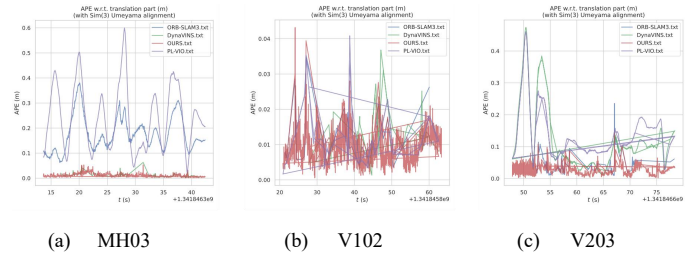 APE w.r.t. translation part (m)
(with Sim(3) Umeyama alignment)
ORB-SLAM3.txt
DynaVINS.txt
OURS.txt
PL-VIO.txt
APE (m)
0.6
0.5
0.4
0.3
0.2
0.1
0.0
15 20 25 30 35 40
t (s)
+1.3418463e9
(a) MH03
APE w.r.t. translation part (m)
(with Sim(3) Umeyama alignment)
ORB-SLAM3.txt
DynaVINS.txt
OURS.txt
PL-VIO.txt
APE (m)
0.04
0.03
0.02
0.01
0.00
20 30 40 50 60
t (s)
+1.3418458e9
(b) V102
APE w.r.t. translation part (m)
(with Sim(3) Umeyama alignment)
ORB-SLAM3.txt
DynaVINS.txt
OURS.txt
PL-VIO.txt
APE (m)
0.4
0.3
0.2
0.1
0.0
50 55 60 65 70 75
t (s)
+1.3418466e9
(c) V203